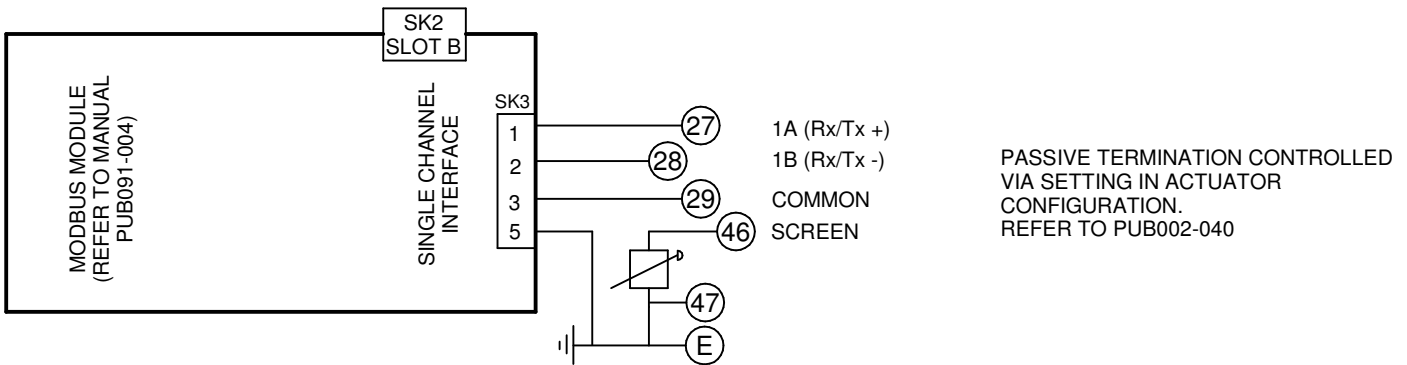 SK2
SLOT B
MODBUS MODULE
(REFER TO MANUAL
PUB091-004)
SINGLE CHANNEL
INTERFACE
SK3
1
27
1A (Rx/Tx +)
2
28
1B (Rx/Tx -)
3
29
COMMON
5
46
SCREEN
47
E
PASSIVE TERMINATION CONTROLLED
VIA SETTING IN ACTUATOR
CONFIGURATION.
REFER TO PUB002-040